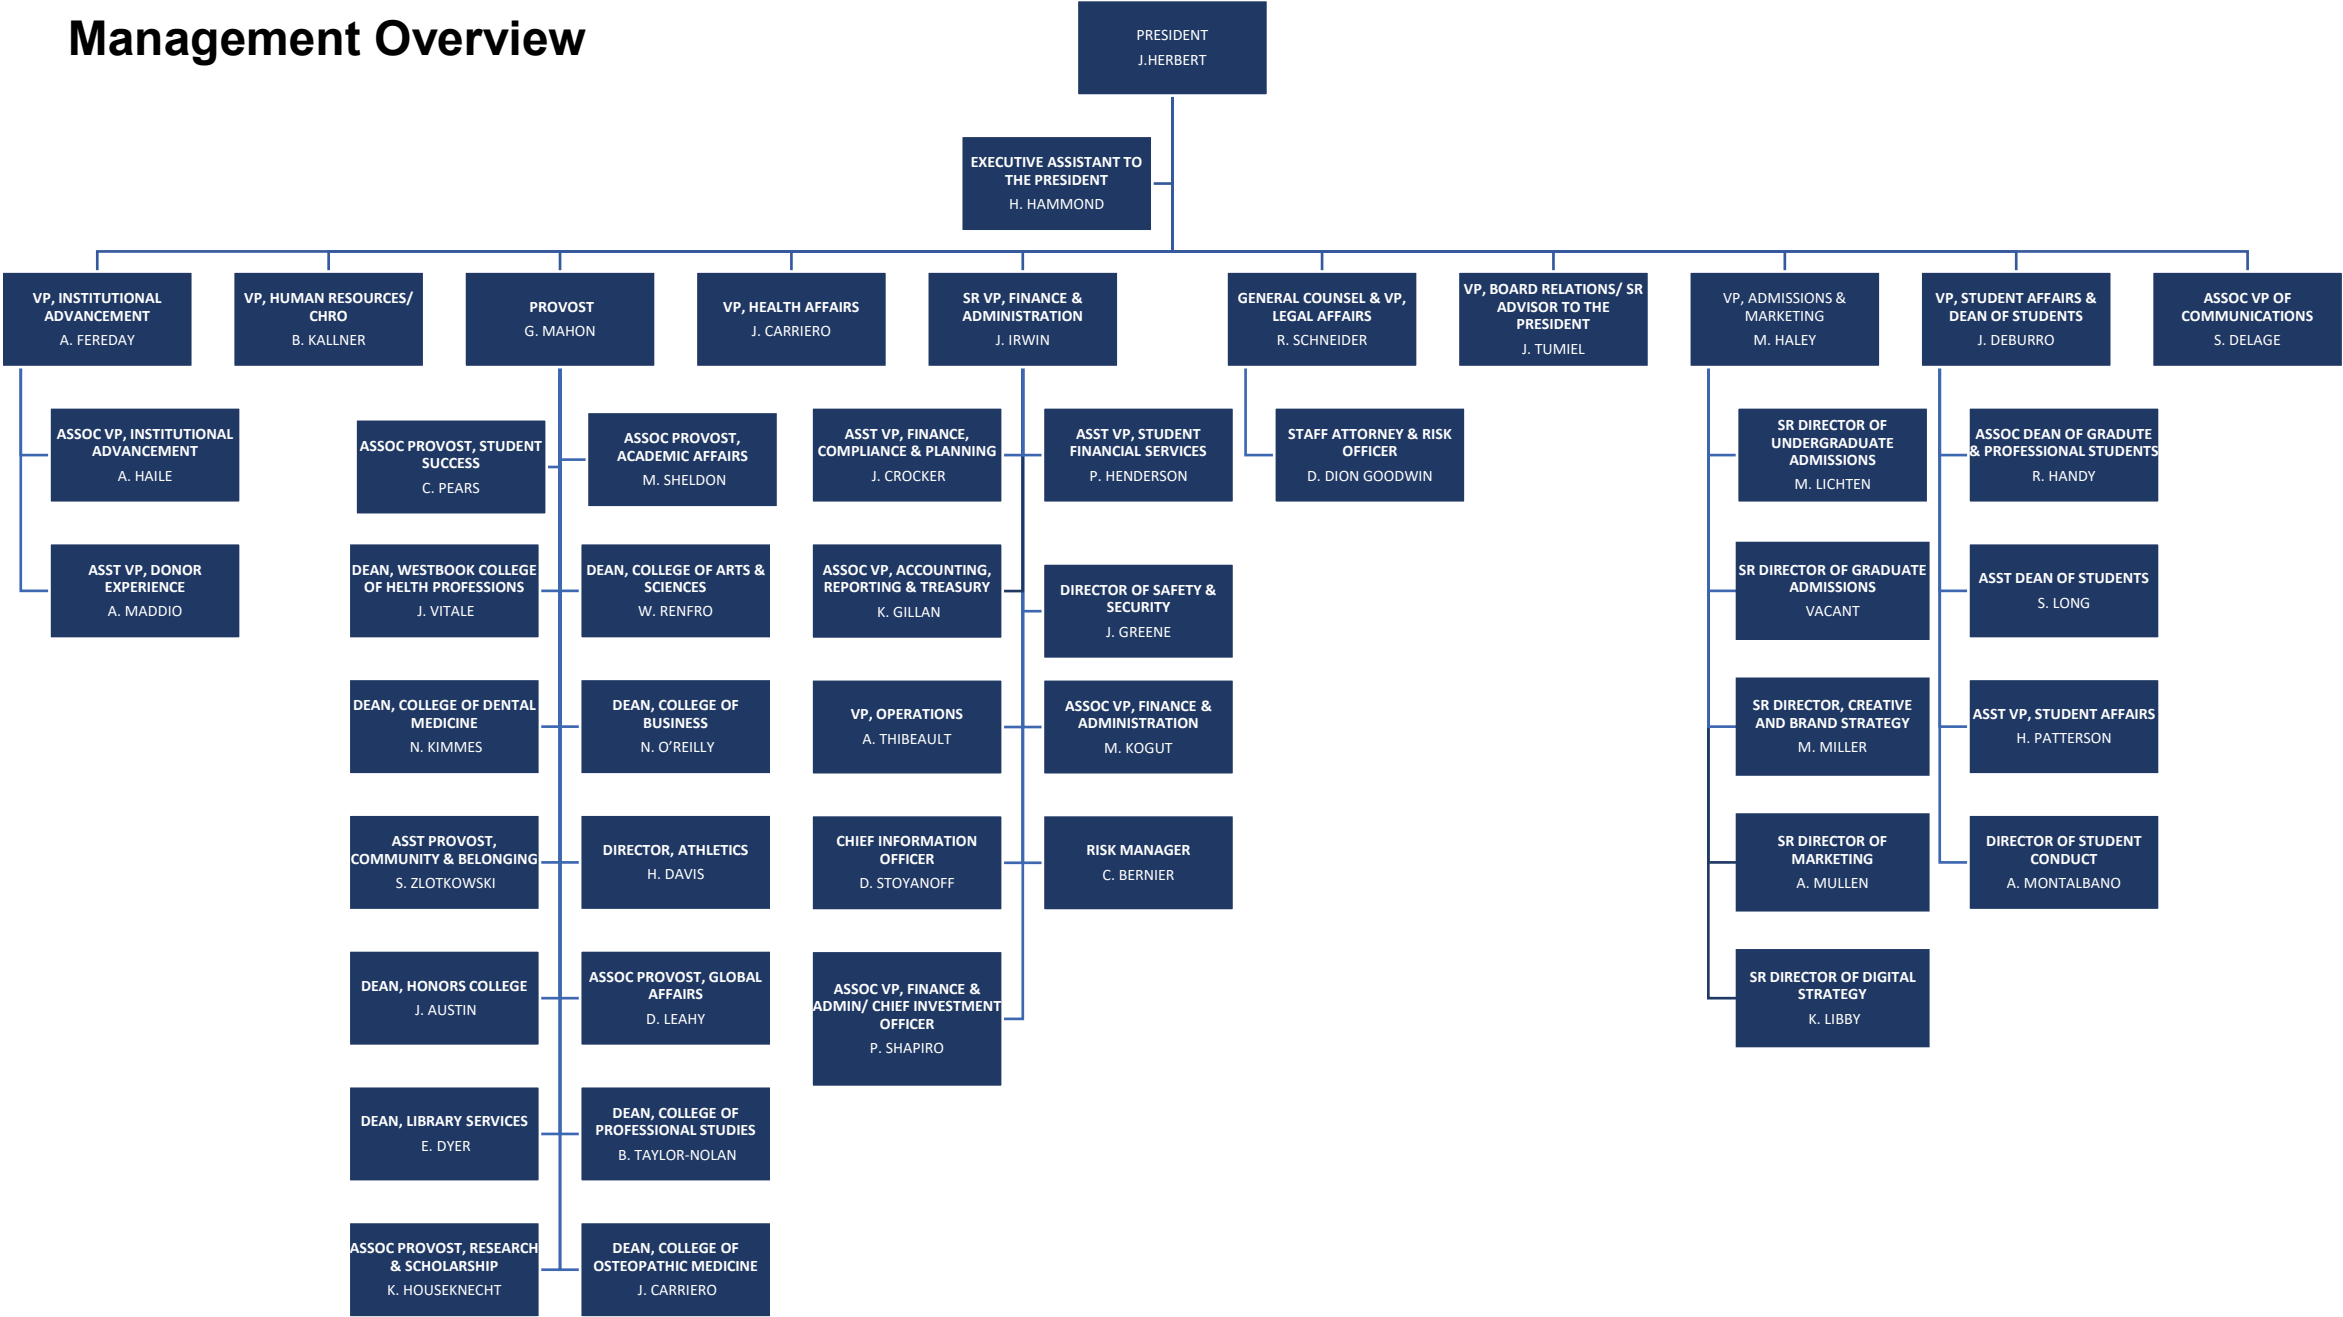 Management Overview
PRESIDENT
J.HERBERT
EXECUTIVE ASSISTANT TO
THE PRESIDENT
H. HAMMOND
VP, INSTITUTIONAL
ADVANCEMENT
A. FEREDAY
VP, HUMAN RESOURCES/
CHRO
B. KALLNER
PROVOST
G. MAHON
VP, HEALTH AFFAIRS
J. CARRIERO
SR VP, FINANCE &
ADMINISTRATION
J. IRWIN
GENERAL COUNSEL & VP,
LEGAL AFFAIRS
R. SCHNEIDER
VP, BOARD RELATIONS/ SR
ADVISOR TO THE
PRESIDENT
J. TUMIEL
VP, ADMISSIONS &
MARKETING
M. HALEY
VP, STUDENT AFFAIRS &
DEAN OF STUDENTS
J. DEBURRO
ASSOC VP OF
COMMUNICATIONS
S. DELAGE
ASSOC VP, INSTITUTIONAL
ADVANCEMENT
A. HAILE
ASST VP, DONOR
EXPERIENCE
A. MADDIO
ASSOC PROVOST, STUDENT
SUCCESS
C. PEARS
ASSOC PROVOST,
ACADEMIC AFFAIRS
M. SHELDON
DEAN, WESTBOOK COLLEGE
OF HELTH PROFESSIONS
J. VITALE
DEAN, COLLEGE OF ARTS &
SCIENCES
W. RENFRO
DEAN, COLLEGE OF DENTAL
MEDICINE
N. KIMMES
DEAN, COLLEGE OF
BUSINESS
N. O’REILLY
ASST PROVOST,
COMMUNITY & BELONGING
S. ZLOTKOWSKI
DIRECTOR, ATHLETICS
H. DAVIS
DEAN, HONORS COLLEGE
J. AUSTIN
ASSOC PROVOST, GLOBAL
AFFAIRS
D. LEAHY
DEAN, LIBRARY SERVICES
E. DYER
DEAN, COLLEGE OF
PROFESSIONAL STUDIES
B. TAYLOR-NOLAN
ASSOC PROVOST, RESEARCH
& SCHOLARSHIP
K. HOUSEKNECHT
DEAN, COLLEGE OF
OSTEOPATHIC MEDICINE
J. CARRIERO
ASST VP, FINANCE,
COMPLIANCE & PLANNING
J. CROCKER
ASST VP, STUDENT
FINANCIAL SERVICES
P. HENDERSON
ASSOC VP, ACCOUNTING,
REPORTING & TREASURY
K. GILLAN
DIRECTOR OF SAFETY &
SECURITY
J. GREENE
VP, OPERATIONS
A. THIBEAULT
ASSOC VP, FINANCE &
ADMINISTRATION
M. KOGUT
CHIEF INFORMATION
OFFICER
D. STOYANOFF
RISK MANAGER
C. BERNIER
ASSOC VP, FINANCE &
ADMIN/ CHIEF INVESTMENT
OFFICER
P. SHAPIRO
STAFF ATTORNEY & RISK
OFFICER
D. DION GOODWIN
SR DIRECTOR OF
UNDERGRADUATE
ADMISSIONS
M. LICHTEN
SR DIRECTOR OF GRADUATE
ADMISSIONS
VACANT
SR DIRECTOR, CREATIVE
AND BRAND STRATEGY
M. MILLER
SR DIRECTOR OF
MARKETING
A. MULLEN
SR DIRECTOR OF DIGITAL
STRATEGY
K. LIBBY
ASSOC DEAN OF GRADUTE
& PROFESSIONAL STUDENTS
R. HANDY
ASST DEAN OF STUDENTS
S. LONG
ASST VP, STUDENT AFFAIRS
H. PATTERSON
DIRECTOR OF STUDENT
CONDUCT
A. MONTALBANO